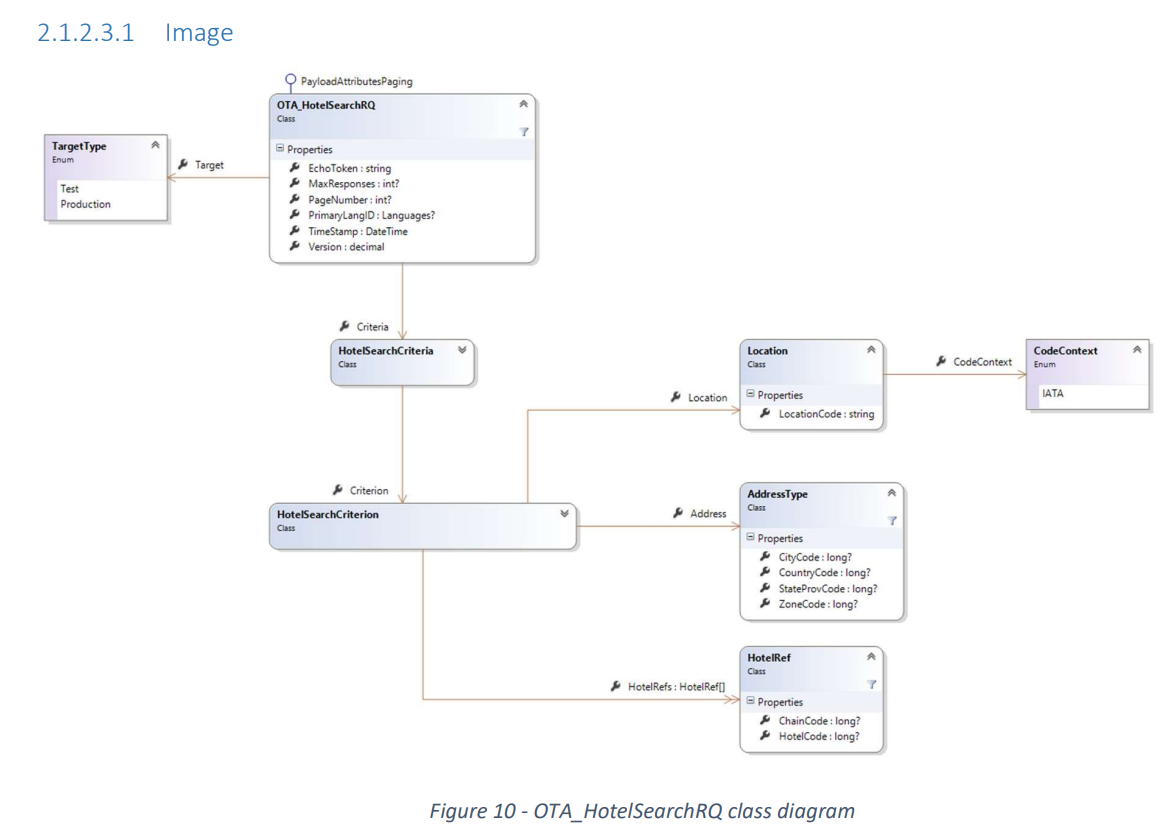 2.1.2.3.1 Image
PayloadAttributesPaging
OTA_HotelSearchRQ
Class
Properties
EchoToken : string
MaxResponses : int?
PageNumber : int?
PrimaryLangID : Languages?
TimeStamp : DateTime
Version : decimal
TargetType
Enum
Test
Production
Target
Criteria
HotelSearchCriteria
Class
Criterion
HotelSearchCriterion
Class
Location
Location
Class
Properties
LocationCode : string
CodeContext
CodeContext
Enum
IATA
Address
AddressType
Class
Properties
CityCode : long?
CountryCode : long?
StateProvCode : long?
ZoneCode : long?
HotelRefs : HotelRef[]
HotelRef
Class
Properties
ChainCode : long?
HotelCode : long?
Figure 10 - OTA_HotelSearchRQ class diagram